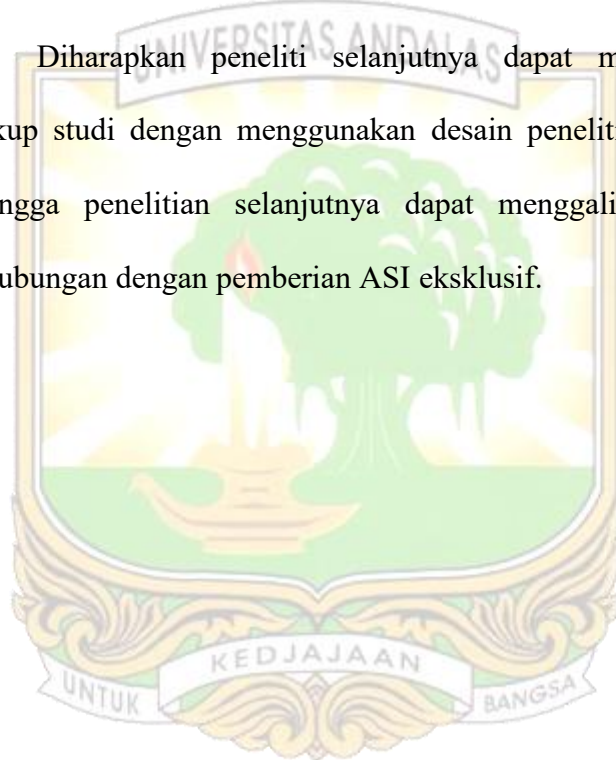 UNIVERSITAS ANDALAS
Diharapkan peneliti selanjutnya dapat m
kup studi dengan menggunakan desain peneliti
ngga penelitian selanjutnya dapat menggali
ubungan dengan pemberian ASI eksklusif.
KEDJAJAAN
UNTUK BANGSA